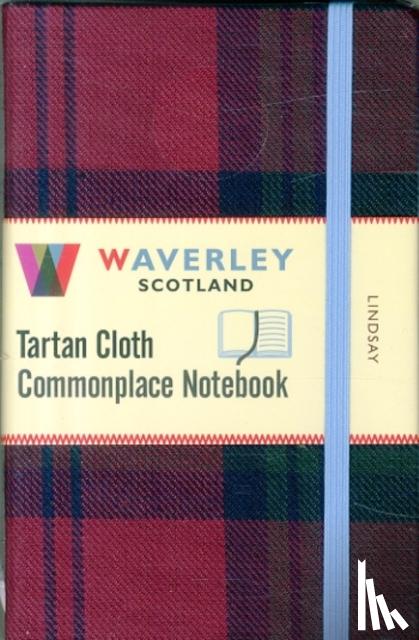 WAVERLEY
SCOTLAND
Tartan Cloth
Commonplace Notebook
LINDSAY